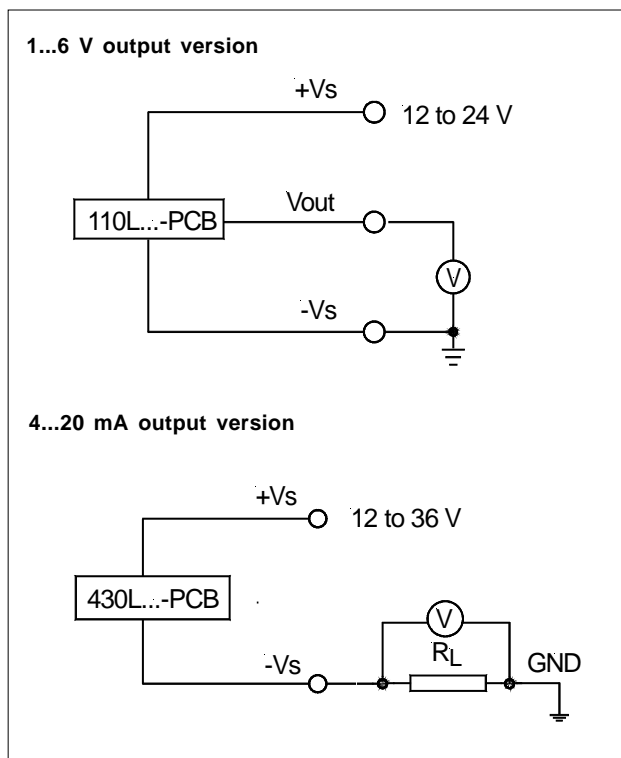 1...6 V output version
+Vs
12 to 24 V
110L...-PCB
Vout
V
-Vs
4...20 mA output version
+Vs
12 to 36 V
430L...-PCB
V
RL
GND
-Vs